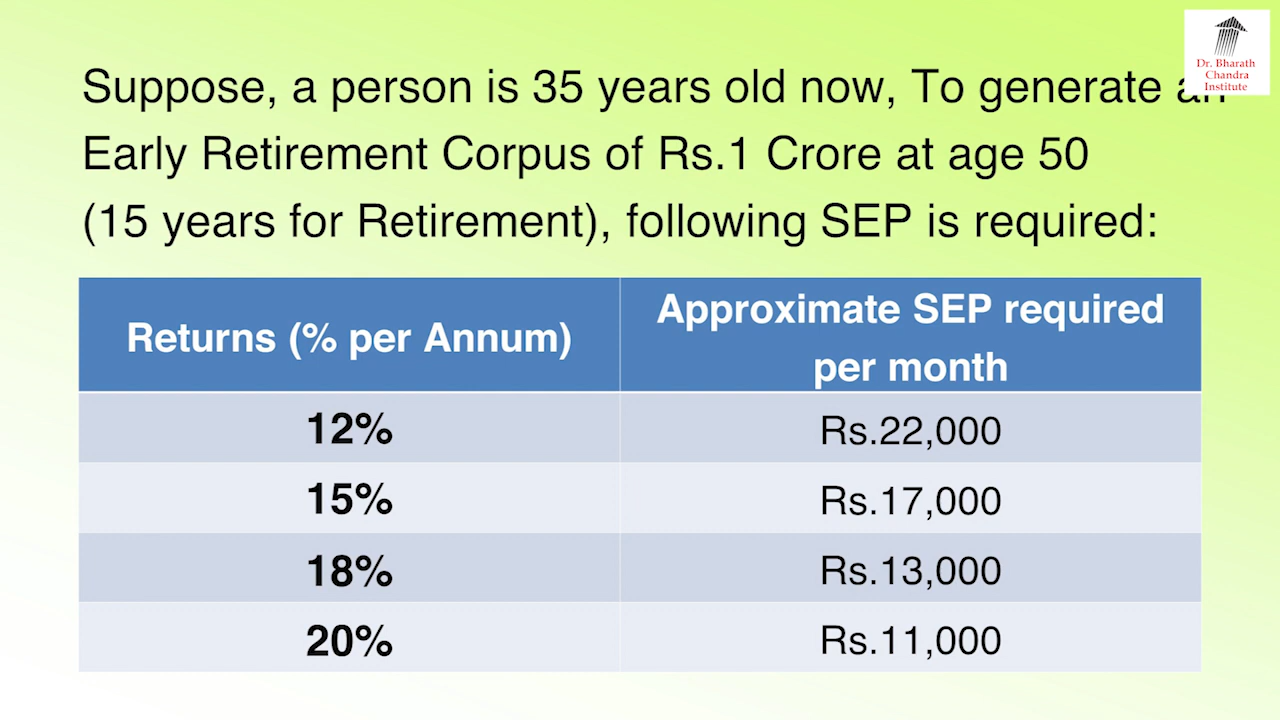 Dr. Bharath
Chandra
Institute
Suppose, a person is 35 years old now, To generate an
Early Retirement Corpus of Rs.1 Crore at age 50
(15 years for Retirement), following SEP is required:
Returns (% per Annum)
Approximate SEP required
per month
12% Rs.22,000
15% Rs.17,000
18% Rs.13,000
20% Rs.11,000